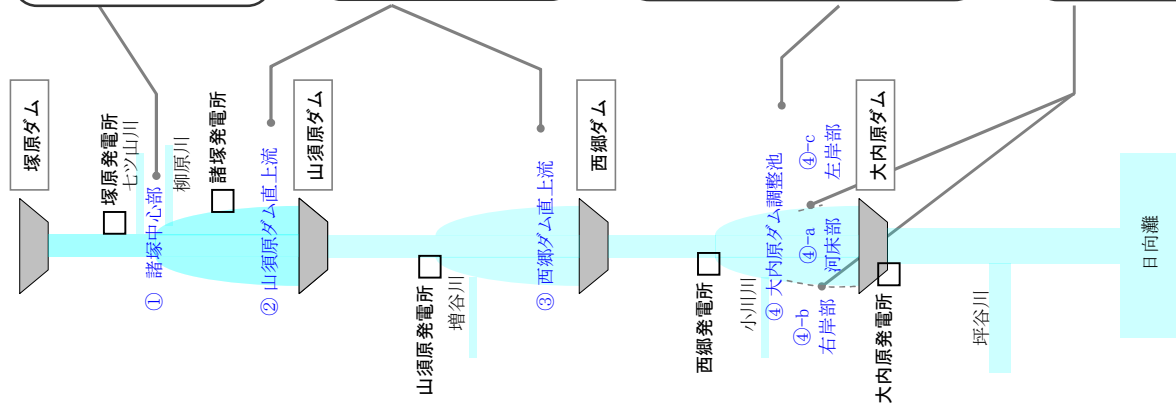 塚原ダム
塚原発電所
七ツ山川
① 諸塚中心部
柳原川
諸塚発電所
② 山須原ダム直上流
山須原ダム
山須原発電所
増谷川
③ 西郷ダム直上流
西郷ダム
西郷発電所
小川川
④ 大内原ダム調整池
④-c
左岸部
④-a
河床部
④-b
右岸部
大内原ダム
大内原発電所
坪谷川
日向灘